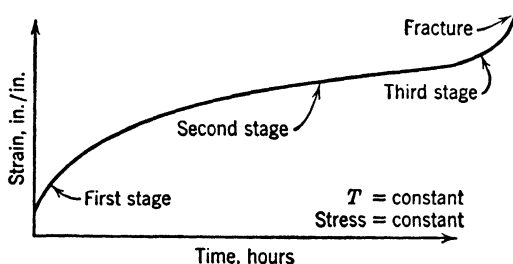 Fracture
Strain, in./in.
Second stage
Third stage
First stage
T = constant
Stress = constant
Time, hours